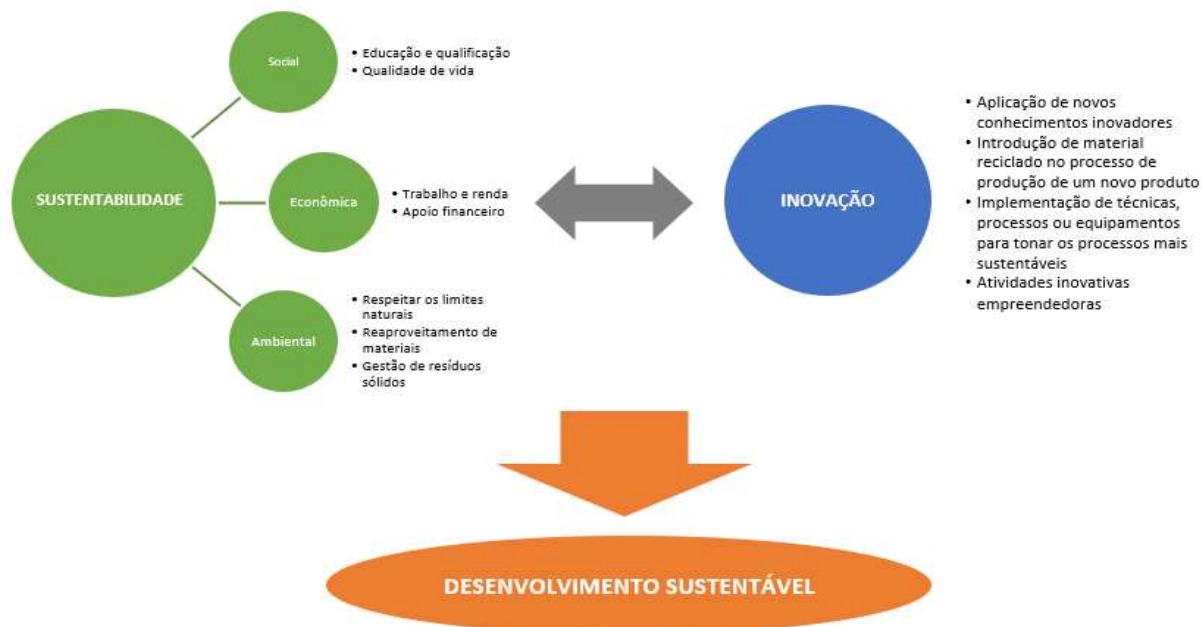 Social
• Educação e qualificação
• Qualidade de vida
SUSTENTABILIDADE
Econômica
• Trabalho e renda
• Apoio financeiro
Ambiental
• Respeitar os limites
naturais
• Reaproveitamento de
materiais
• Gestão de resíduos
sólidos
INOVAÇÃO
• Aplicação de novos
conhecimentos inovadores
• Introdução de material
reciclado no processo de
produção de um novo produto
• Implementação de técnicas,
processos ou equipamentos
para tonar os processos mais
sustentáveis
• Atividades inovativas
empreendedoras
DESENVOLVIMENTO SUSTENTÁVEL